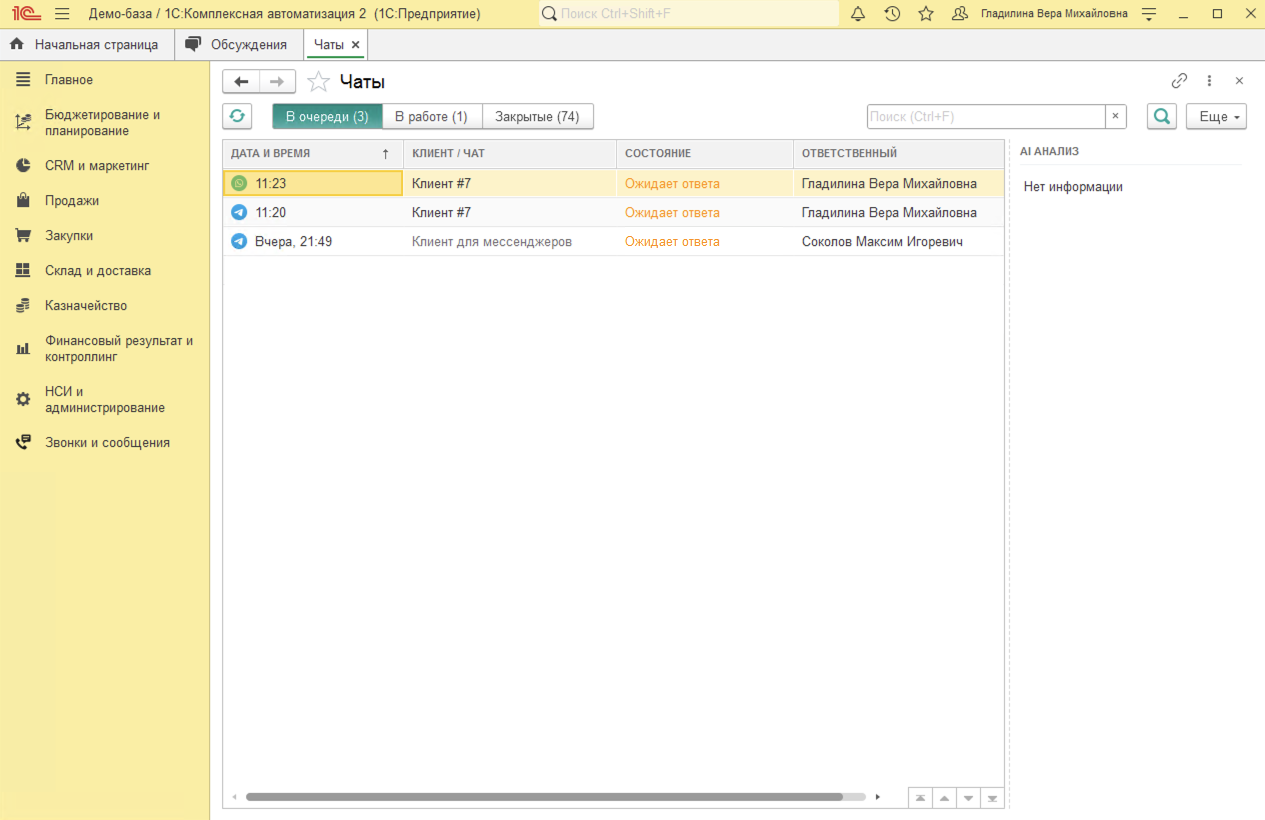 1С Демо-база / 1С:Комплексная автоматизация 2 (1С:Предприятие) Поиск Ctrl+Shift+F Гладилина Вера Михайловна
Начальная страница Обсуждения Чаты ×
Главное
Бюджетирование и
планирование
CRM и маркетинг
Продажи
Закупки
Склад и доставка
Казначейство
Финансовый результат и
контроллинг
НСИ и
администрирование
Звонки и сообщения
Чаты
В очереди (3) В работе (1) Закрытые (74) Поиск (Ctrl+F) × Еще
ДАТА И ВРЕМЯ ↑ КЛИЕНТ / ЧАТ СОСТОЯНИЕ ОТВЕТСТВЕННЫЙ
11:23 Клиент #7 Ожидает ответа Гладилина Вера Михайловна
11:20 Клиент #7 Ожидает ответа Гладилина Вера Михайловна
Вчера, 21:49 Клиент для мессенджеров Ожидает ответа Соколов Максим Игоревич
AI АНАЛИЗ
Нет информации